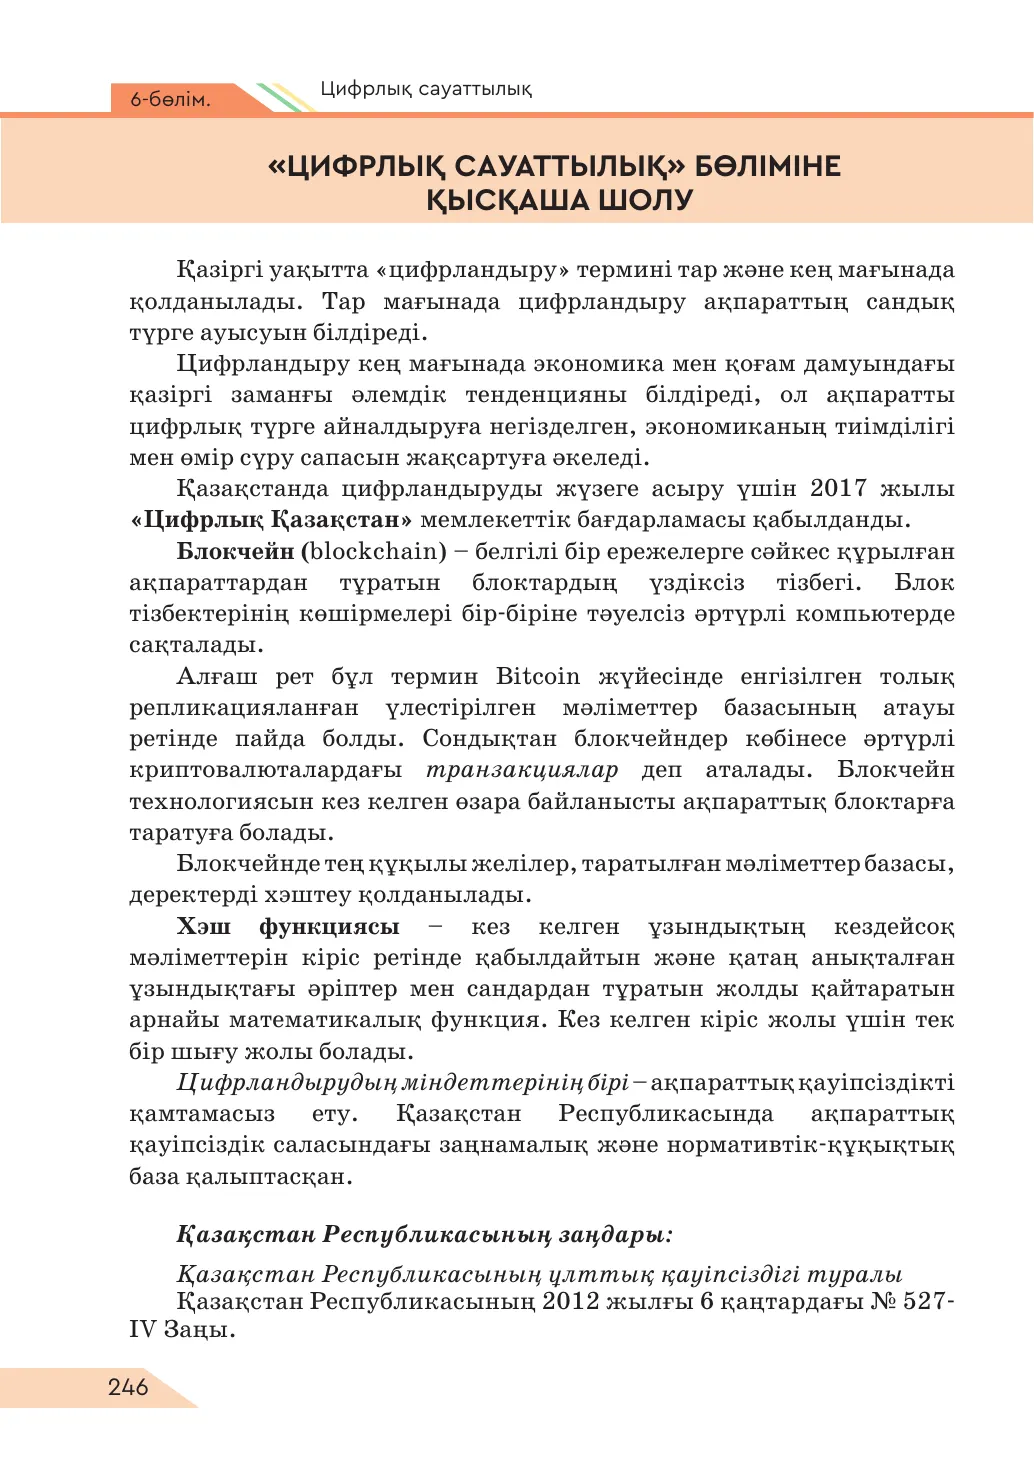 6-бөлім.
Цифрлық сауаттылық
«ЦИФРЛЫҚ САУАТТЫЛЫҚ» БӨЛІМІНЕ
ҚЫСҚАША ШОЛУ
Қазіргі уақытта «цифрландыру» термині тар және кең мағынада
қолданылады. Тар мағынада цифрландыру ақпараттың сандық
түрге ауысуын білдіреді.
Цифрландыру кең мағынада экономика мен қоғам дамуындағы
қазіргі заманғы әлемдік тенденцияны білдіреді, ол ақпаратты
цифрлық түрге айналдыруға негізделген, экономиканың тиімділігі
мен өмір сүру сапасын жақсартуға әкеледі.
Қазақстанда цифрландыруды жүзеге асыру үшін 2017 жылы
«Цифрлық Қазақстан» мемлекеттік бағдарламасы қабылданды.
Блокчейн (blockchain) – белгілі бір ережелерге сәйкес құрылған
ақпараттардан тұратын блоктардың үздіксіз тізбегі. Блок
тізбектерінің көшірмелері бір-біріне тәуелсіз әртүрлі компьютерде
сақталады.
Алғаш рет бұл термин Bitcoin жүйесінде енгізілген толық
репликацияланған үлестірілген мәліметтер базасының атауы
ретінде пайда болды. Сондықтан блокчейндер көбінесе әртүрлі
криптовалюталардағы транзакциялар деп аталады. Блокчейн
технологиясын кез келген өзара байланысты ақпараттық блоктарға
таратуға болады.
Блокчейнде тең құқылы желілер, таратылған мәліметтер базасы,
деректерді хэштеу қолданылады.
Хэш функциясы – кез келген ұзындықтың кездейсоқ
мәліметтерін кіріс ретінде қабылдайтын және қатаң анықталған
ұзындықтағы әріптер мен сандардан тұратын жолды қайтаратын
арнайы математикалық функция. Кез келген кіріс жолы үшін тек
бір шығу жолы болады.
Цифрландырудың міндеттерінің бірі – ақпараттық қауіпсіздікті
қамтамасыз ету. Қазақстан Республикасында ақпараттық
қауіпсіздік саласындағы заңнамалық және нормативтік-құқықтық
база қалыптасқан.
Қазақстан Республикасының заңдары:
Қазақстан Республикасының ұлттық қауіпсіздігі туралы
Қазақстан Республикасының 2012 жылғы 6 қаңтардағы № 527-
IV Заңы.
246